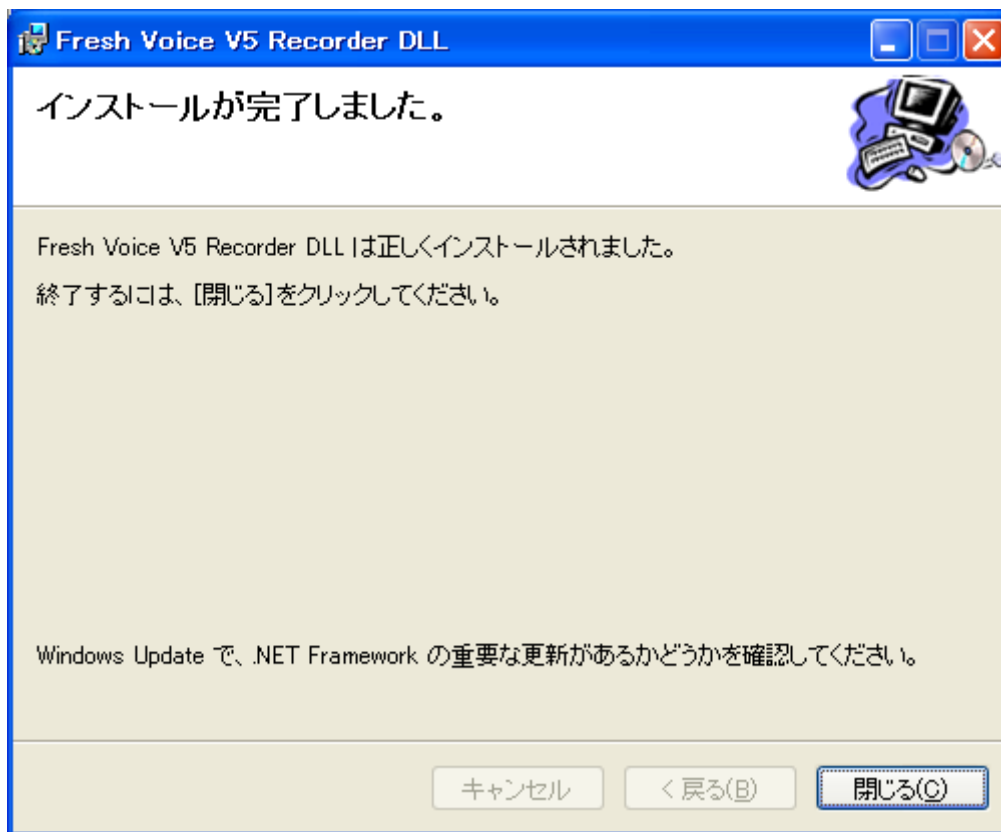 Fresh Voice V5 Recorder DLL
インストールが完了しました。
Fresh Voice V5 Recorder DLL は正しくインストールされました。
終了するには、[閉じる]をクリックしてください。
Windows Update で、.NET Framework の重要な更新があるかどうかを確認してください。
キャンセル
< 戻る(B)
閉じる(C)